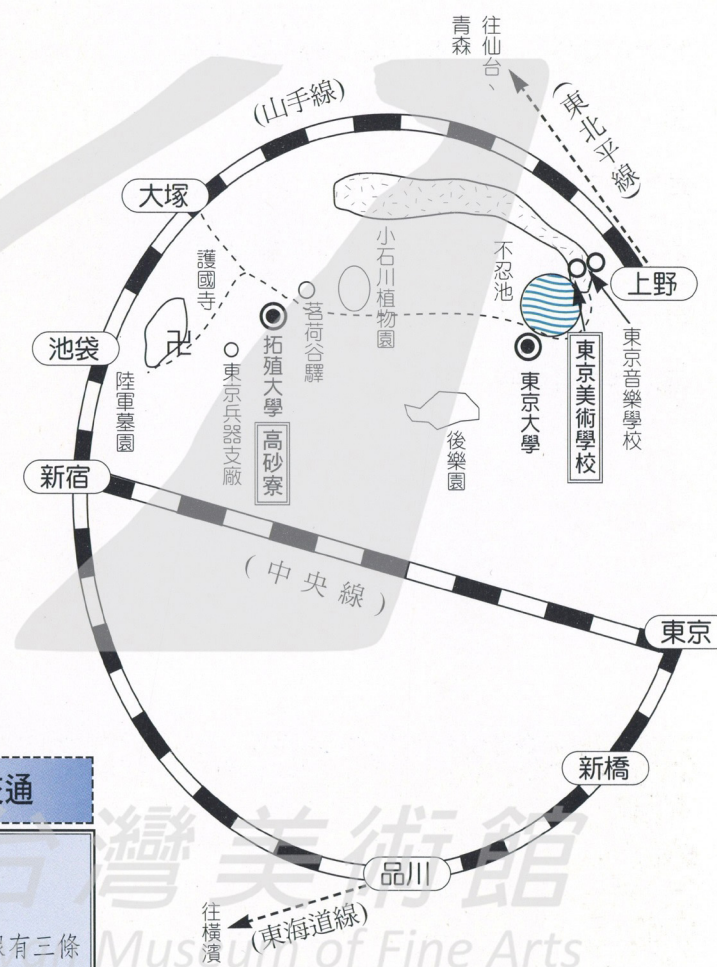 往仙台、
青森
(東北平線)
(山手線)
大塚
上野
護國寺
小石川植物園
不忍池
茗荷谷驛
東京音樂學校
池袋
陸軍墓園
卍
東京兵器支廠
拓殖大學
高砂寮
後樂園
東京大學
東京美術學校
新宿
(中央線)
東京
新橋
品川
往橫濱
(東海道線)
通
有三條
台灣美術館
Museum of Fine Arts